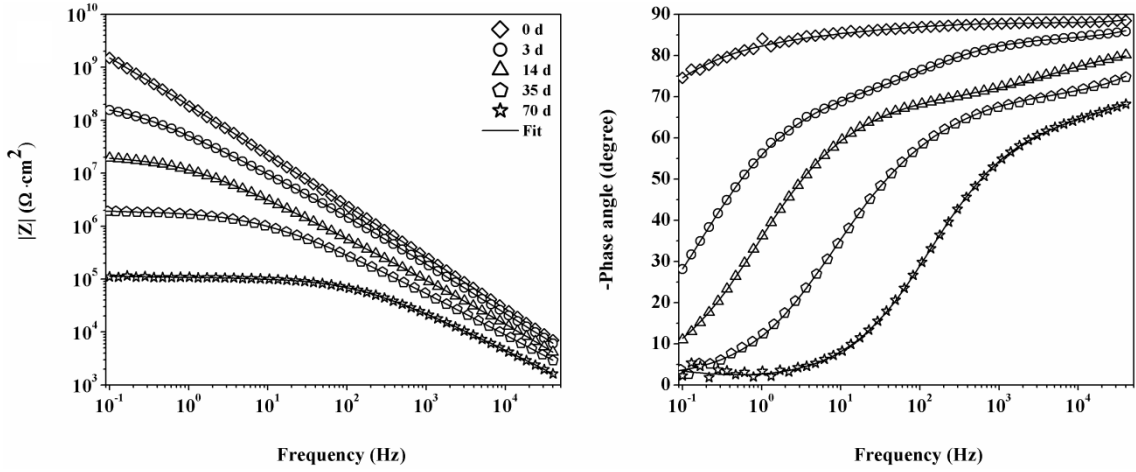 10^10
10^9
10^8
10^7
10^6
10^5
10^4
10^3
|Z| (Ω·cm^2)
10^-1 10^0 10^1 10^2 10^3 10^4
Frequency (Hz)
0 d
3 d
14 d
35 d
70 d
Fit
90
80
70
60
50
40
30
20
10
0
-Phase angle (degree)
10^-1 10^0 10^1 10^2 10^3 10^4
Frequency (Hz)